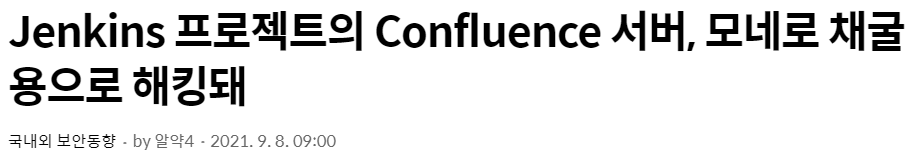 Jenkins 프로젝트의 Confluence 서버, 모네로 채굴
용으로 해킹돼
국내외 보안동향 · by 알약4 · 2021. 9. 8. 09:00